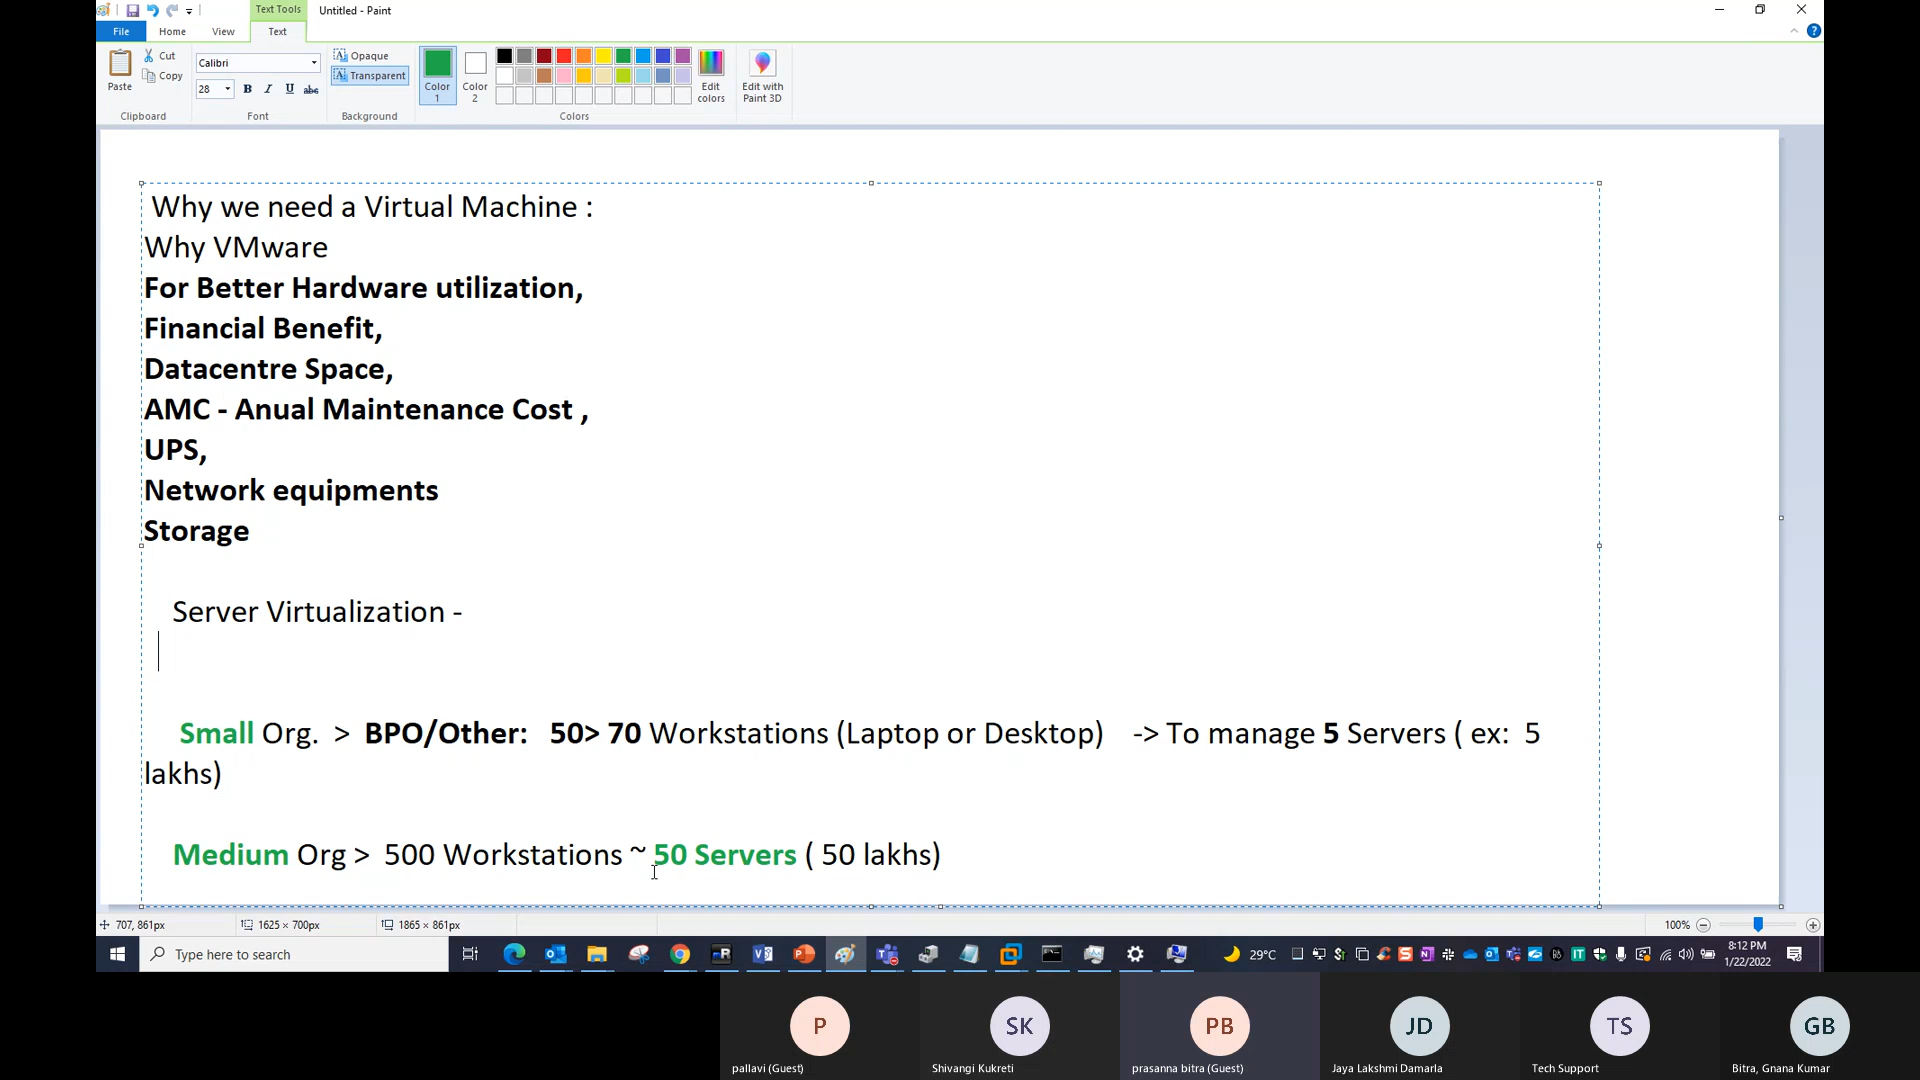 Text Tools
Untitled - Paint
File Home View Text
Cut
Copy
Paste
Calibri
28 B I U abc
Opaque
Transparent
Color 1
Color 2
Edit colors
Edit with Paint 3D
Clipboard Font Background Colors
Why we need a Virtual Machine :
Why VMware
For Better Hardware utilization,
Financial Benefit,
Datacentre Space,
AMC - Anual Maintenance Cost ,
UPS,
Network equipments
Storage
Server Virtualization -
Small Org. > BPO/Other: 50> 70 Workstations (Laptop or Desktop) -> To manage 5 Servers ( ex: 5
lakhs)
Medium Org > 500 Workstations ~ 50 Servers ( 50 lakhs)
707, 861px 1625 × 700px 1865 × 861px 100%
Type here to search
29°C
8:12 PM
1/22/2022
P SK PB JD TS GB
pallavi (Guest) Shivangi Kukreti prasanna bitra (Guest) Jaya Lakshmi Damarla Tech Support Bitra, Gnana Kumar